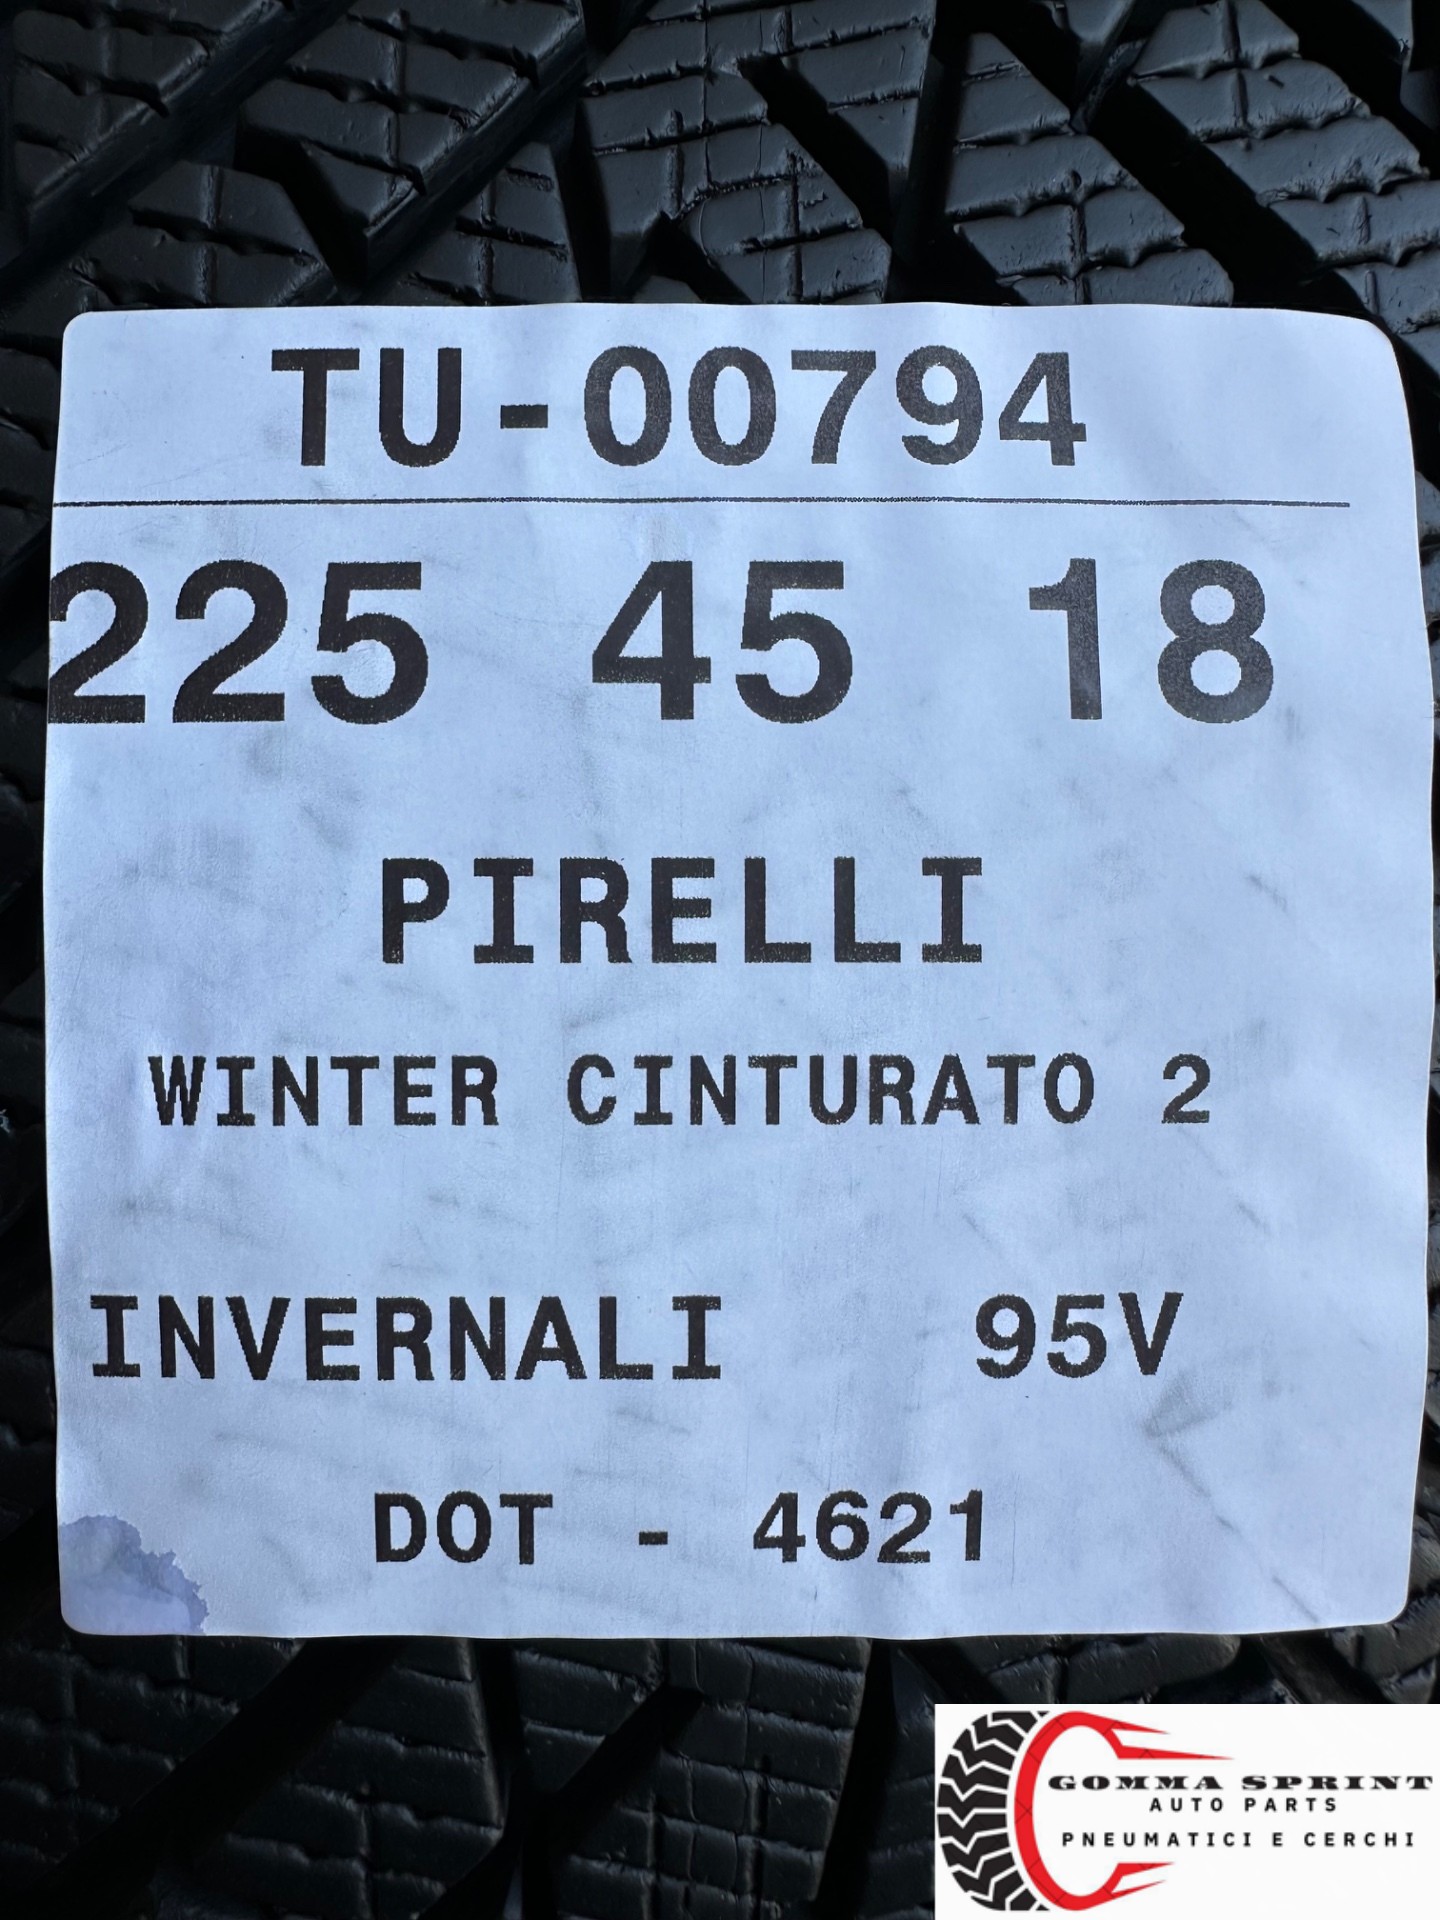 TU-00794
225 45 18
PIRELLI
WINTER CINTURATO 2
INVERNALI 95V
DOT - 4621
GOMMA SPRINT
AUTO PARTS
PNEUMATICI E CERCHI